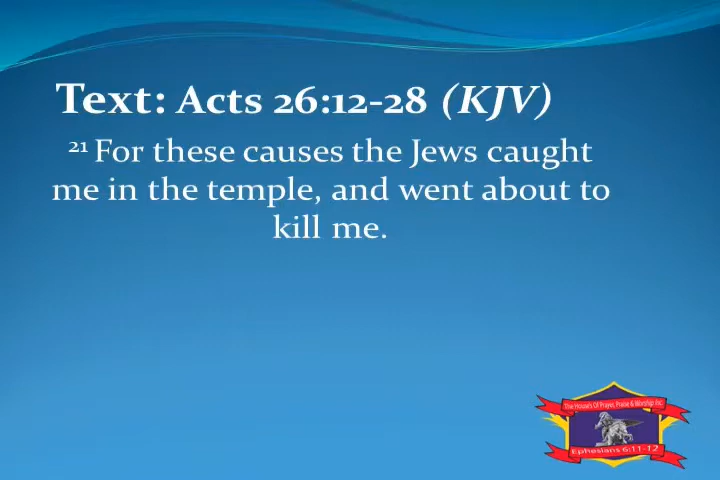 Text: Acts 26:12-28 (KJV)
21 For these causes the Jews caught
me in the temple, and went about to
kill me.
The House's Of Prayer, Praise & Worship Inc.
Ephesians 6:11-12